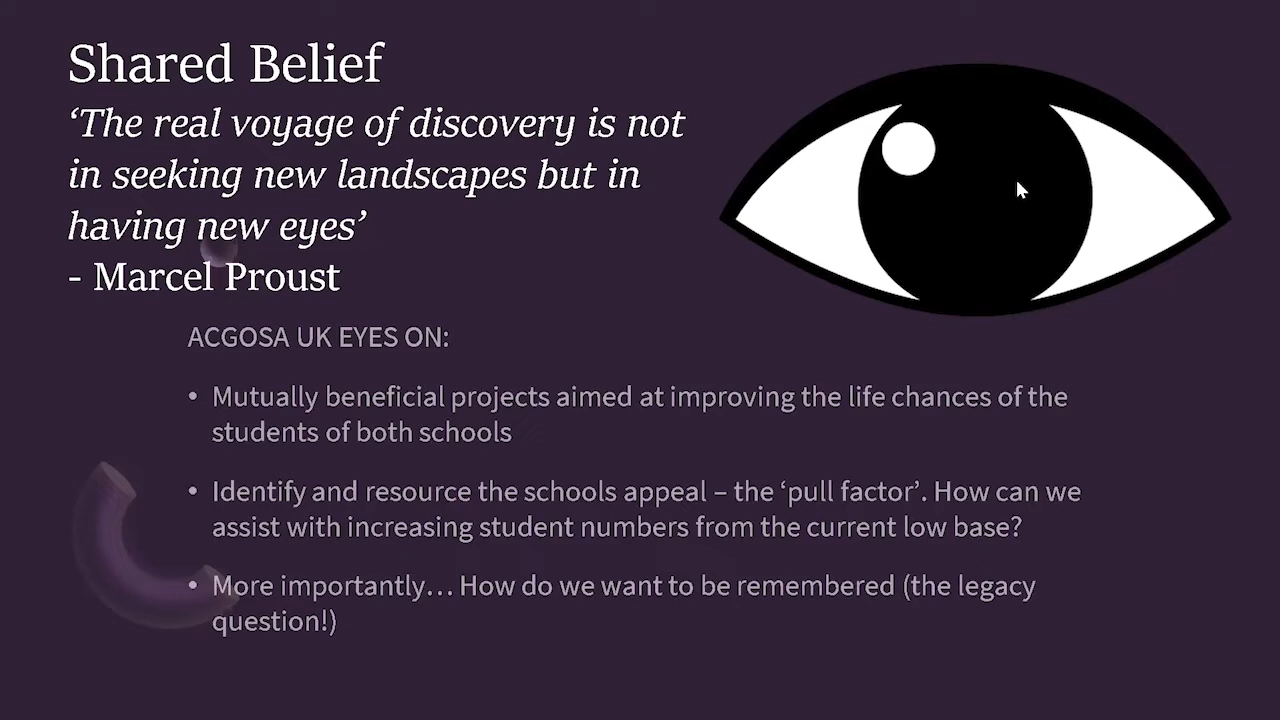 Shared Belief
‘The real voyage of discovery is not
in seeking new landscapes but in
having new eyes’
- Marcel Proust
ACGOSA UK EYES ON:
• Mutually beneficial projects aimed at improving the life chances of the
students of both schools
• Identify and resource the schools appeal – the ‘pull factor’. How can we
assist with increasing student numbers from the current low base?
• More importantly… How do we want to be remembered (the legacy
question!)